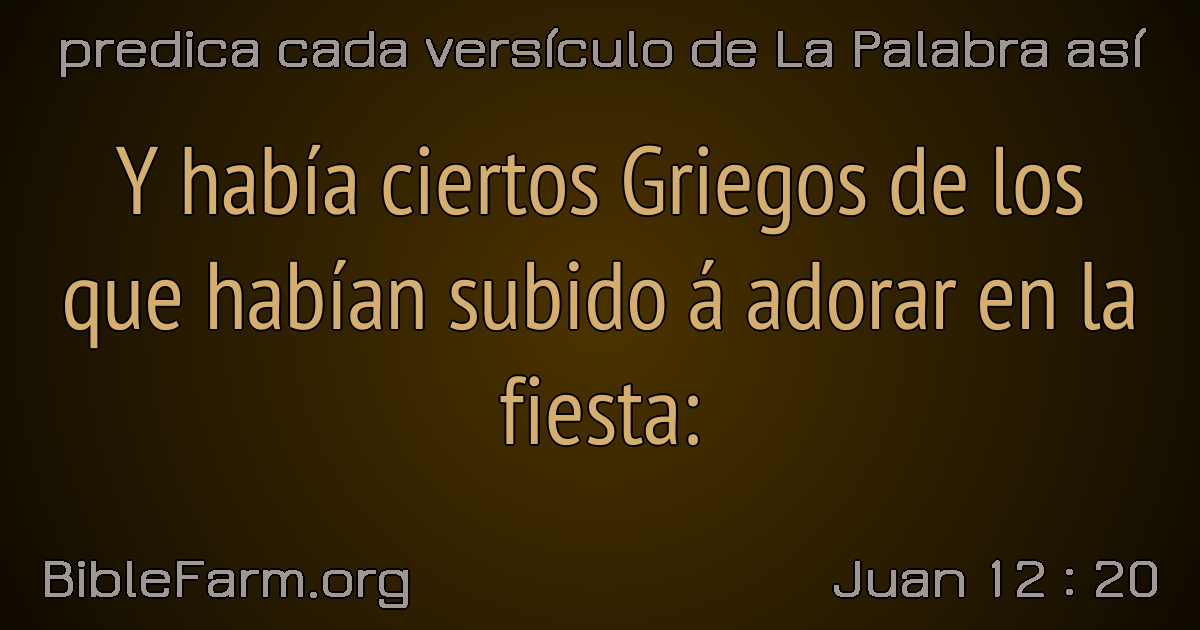 predica cada versículo de La Palabra así
Y había ciertos Griegos de los
que habían subido á adorar en la
fiesta:
BibleFarm.org
Juan 12 : 20